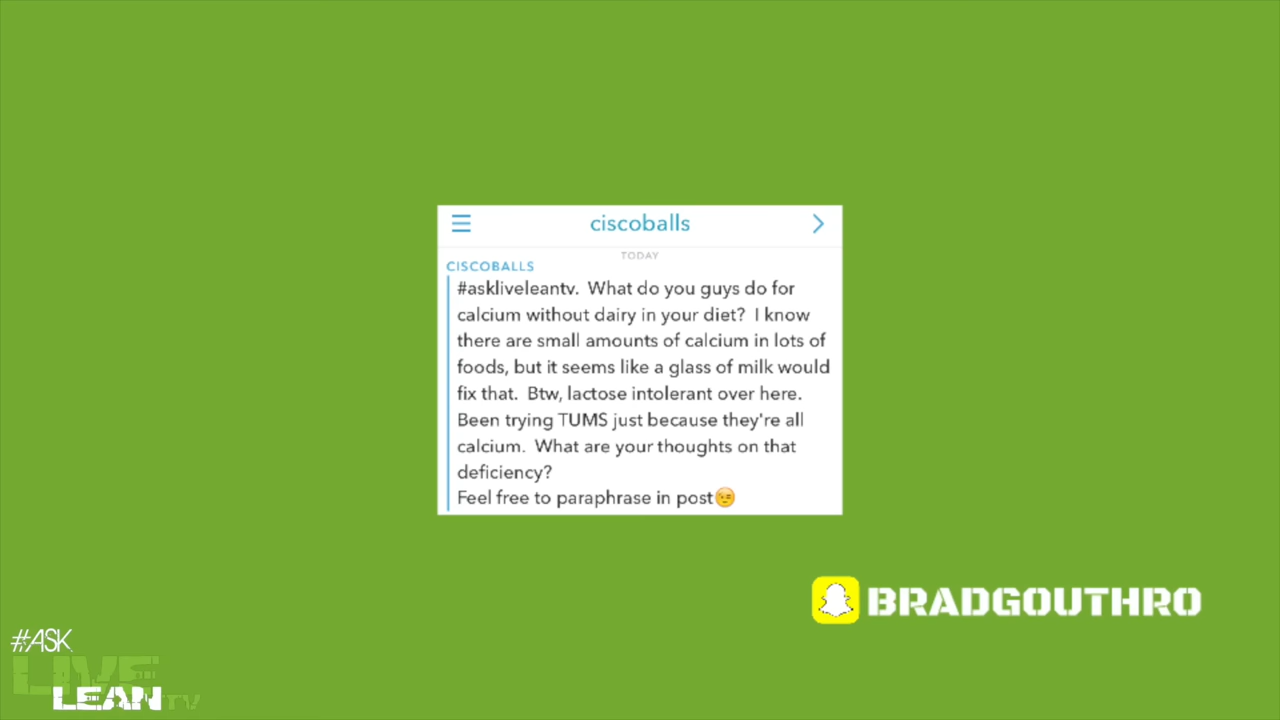 ciscoballs
TODAY
CISCOBALLS
#askliveleantv. What do you guys do for
calcium without dairy in your diet? I know
there are small amounts of calcium in lots of
foods, but it seems like a glass of milk would
fix that. Btw, lactose intolerant over here.
Been trying TUMS just because they're all
calcium. What are your thoughts on that
deficiency?
Feel free to paraphrase in post😉
BRADGOUTHRO
#ASK
LIVE
LEAN TV